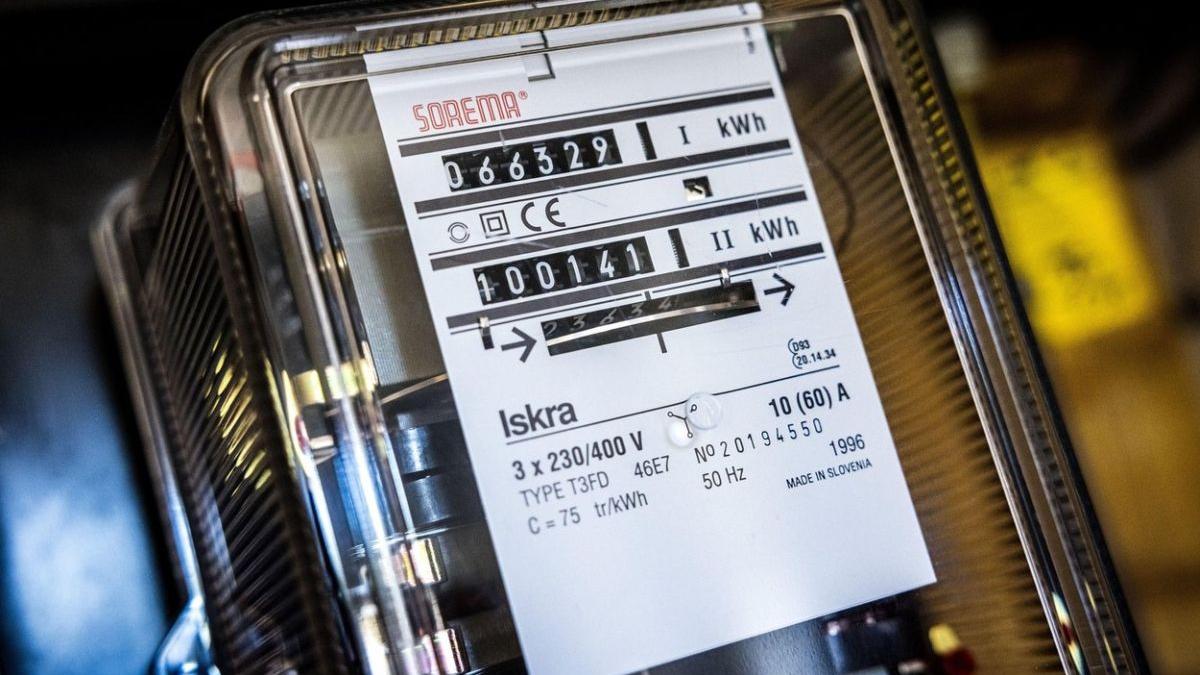 SOREMA®
066329 I kWh
CE
100141 II kWh
D93
20.14.34
Iskra
10 (60) A
3 x 230/400 V
Nº 20194550
TYPE T3FD 46E7
50 Hz
1996
C = 75 tr/kWh
MADE IN SLOVENIA